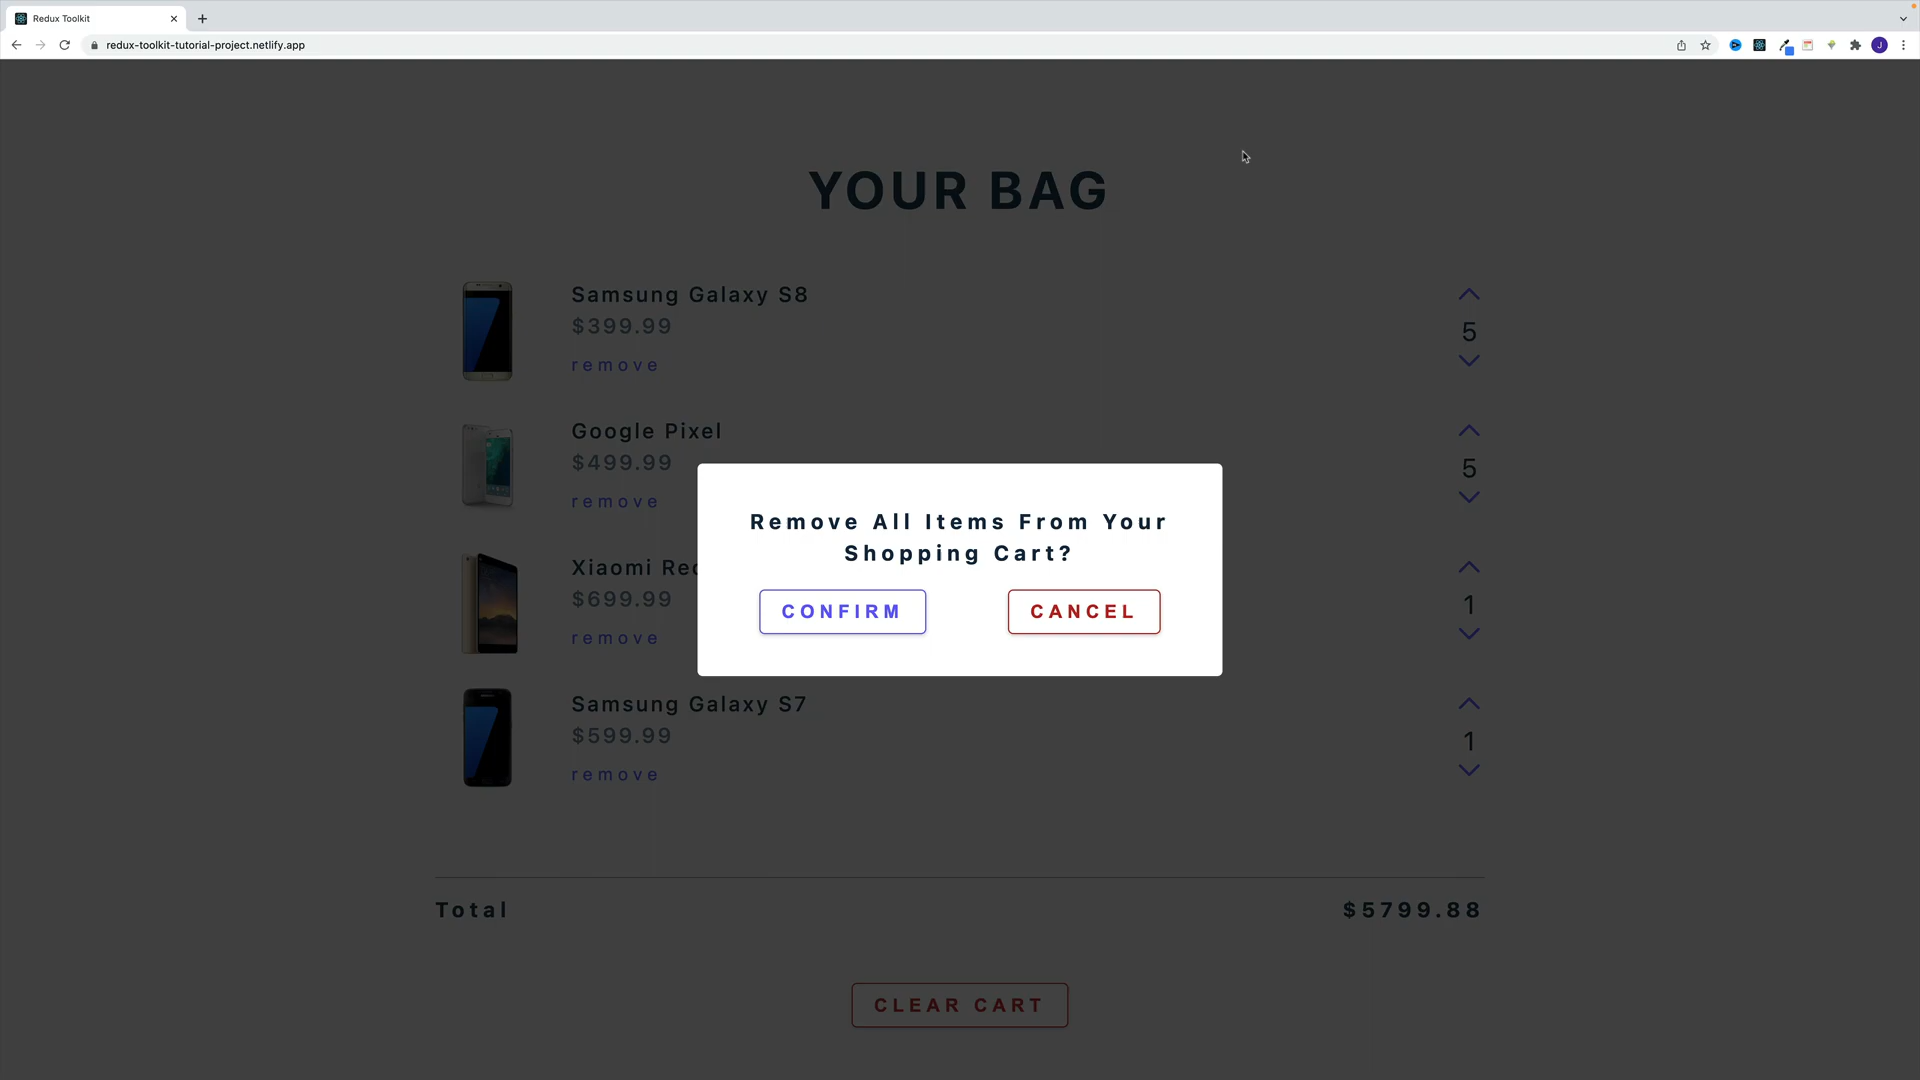 Redux Toolkit
redux-toolkit-tutorial-project.netlify.app
J
YOUR BAG
Samsung Galaxy S8
$399.99
remove
5
Google Pixel
$499.99
remove
5
Remove All Items From Your
Shopping Cart?
CONFIRM
CANCEL
Xiaomi
$699.99
remove
1
Samsung Galaxy S7
$599.99
remove
1
Total
$5799.88
CLEAR CART